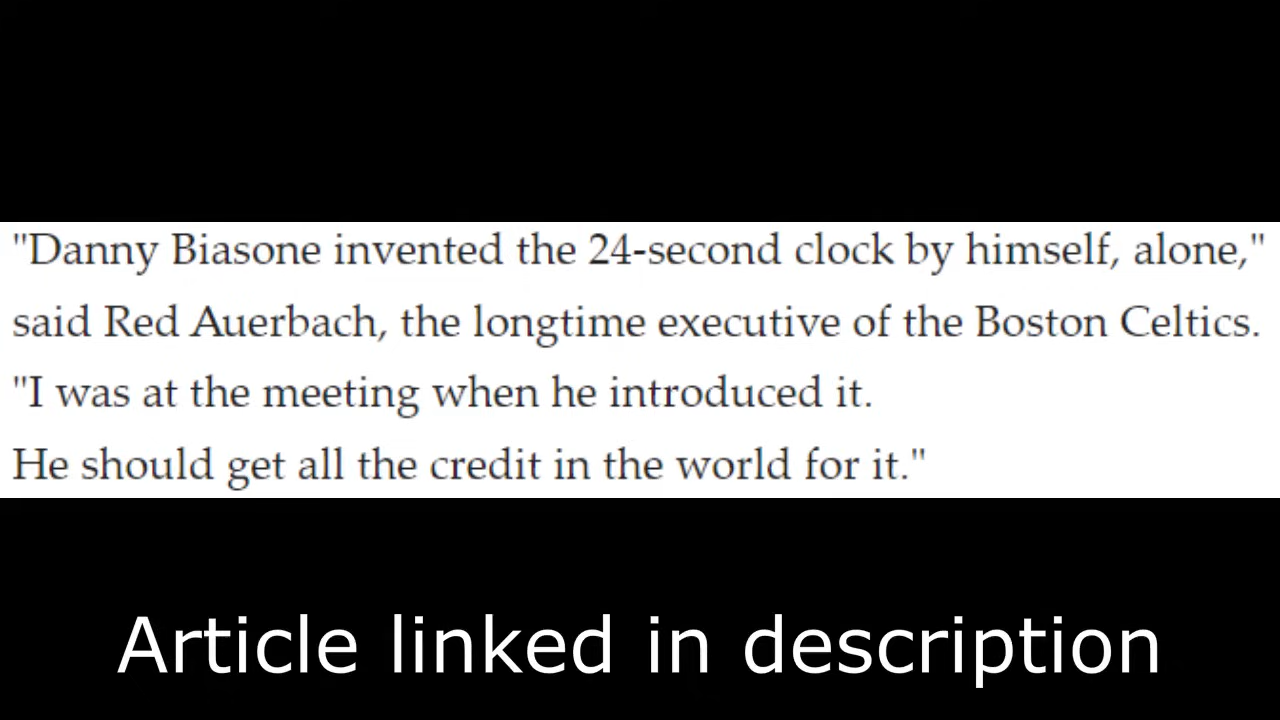 "Danny Biasone invented the 24-second clock by himself, alone,"
said Red Auerbach, the longtime executive of the Boston Celtics.
"I was at the meeting when he introduced it.
He should get all the credit in the world for it."
Article linked in description